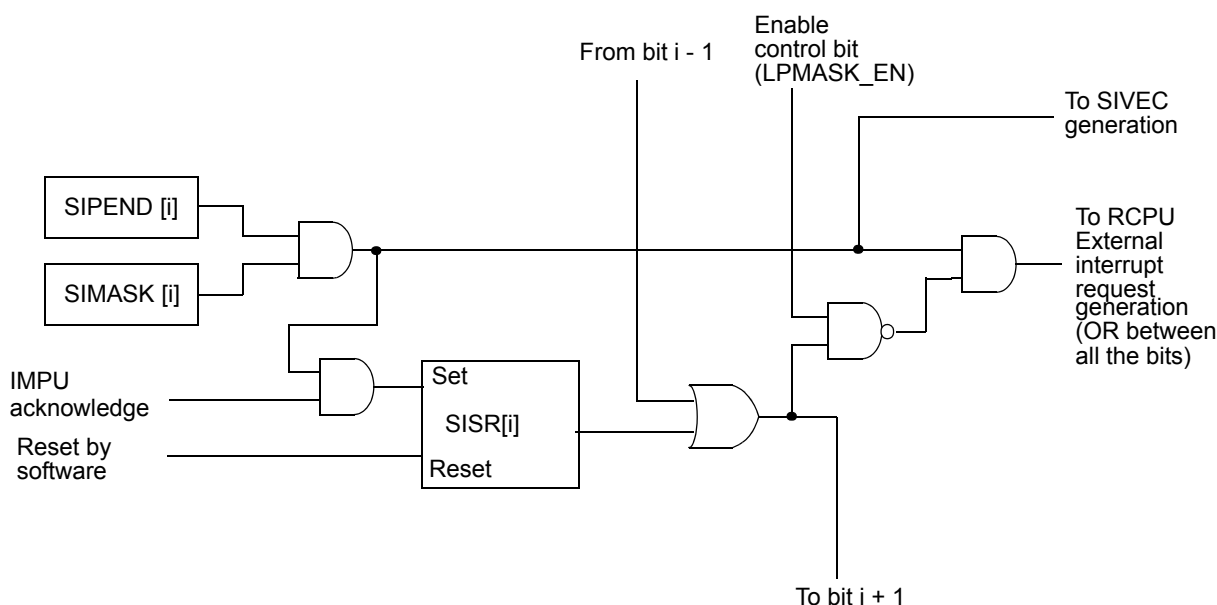 Enable
control bit
(LPMASK_EN)
From bit i - 1
To SIVEC
generation
SIPEND [i]
SIMASK [i]
To RCPU
External
interrupt
request
generation
(OR between
all the bits)
IMPU
acknowledge
Set
SISR[i]
Reset
Reset by
software
To bit i + 1